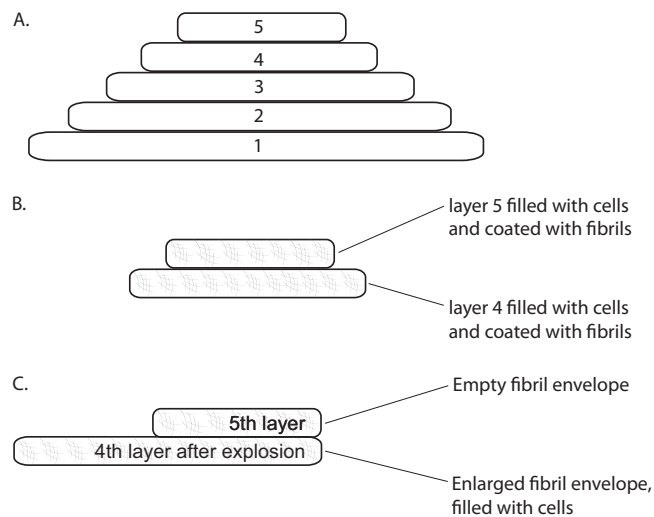 A.
5
4
3
2
1
B.
layer 5 filled with cells
and coated with fibrils
layer 4 filled with cells
and coated with fibrils
C.
Empty fibril envelope
5th layer
4th layer after explosion
Enlarged fibril envelope,
filled with cells